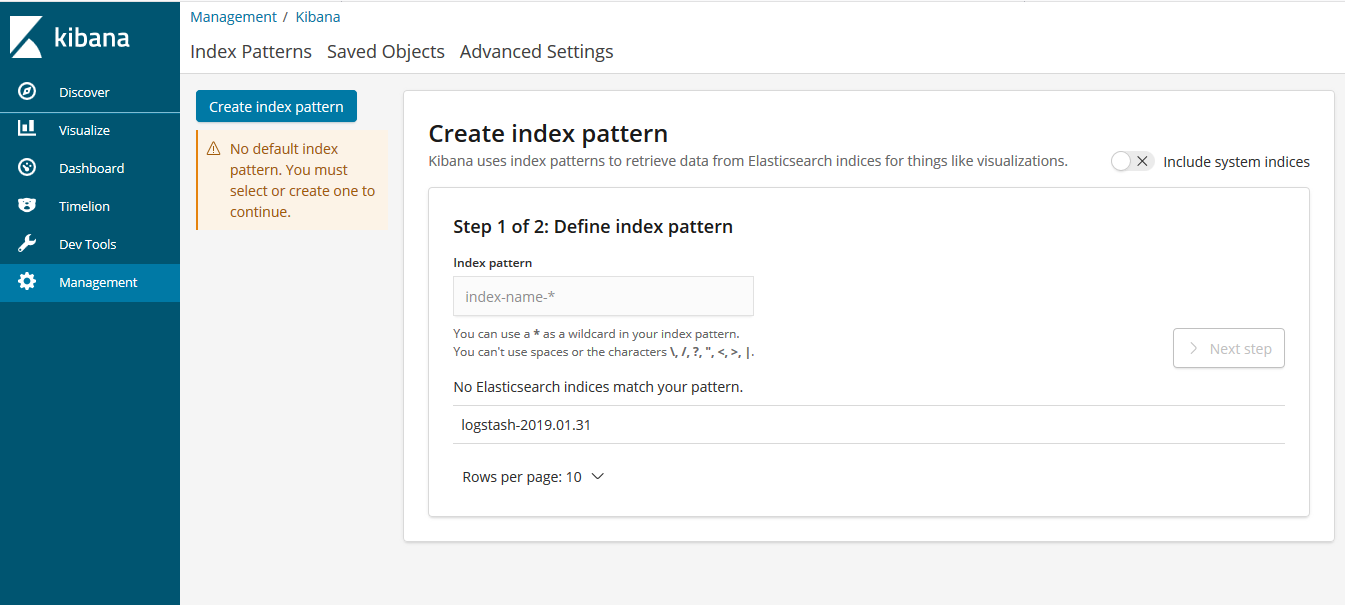 kibana
Discover
Visualize
Dashboard
Timelion
Dev Tools
Management
Management / Kibana
Index Patterns Saved Objects Advanced Settings
Create index pattern
No default index
pattern. You must
select or create one to
continue.
Create index pattern
Kibana uses index patterns to retrieve data from Elasticsearch indices for things like visualizations.
Include system indices
Step 1 of 2: Define index pattern
Index pattern
index-name-*
You can use a * as a wildcard in your index pattern.
You can't use spaces or the characters \, /, ?, ", <, >, |.
Next step
No Elasticsearch indices match your pattern.
logstash-2019.01.31
Rows per page: 10